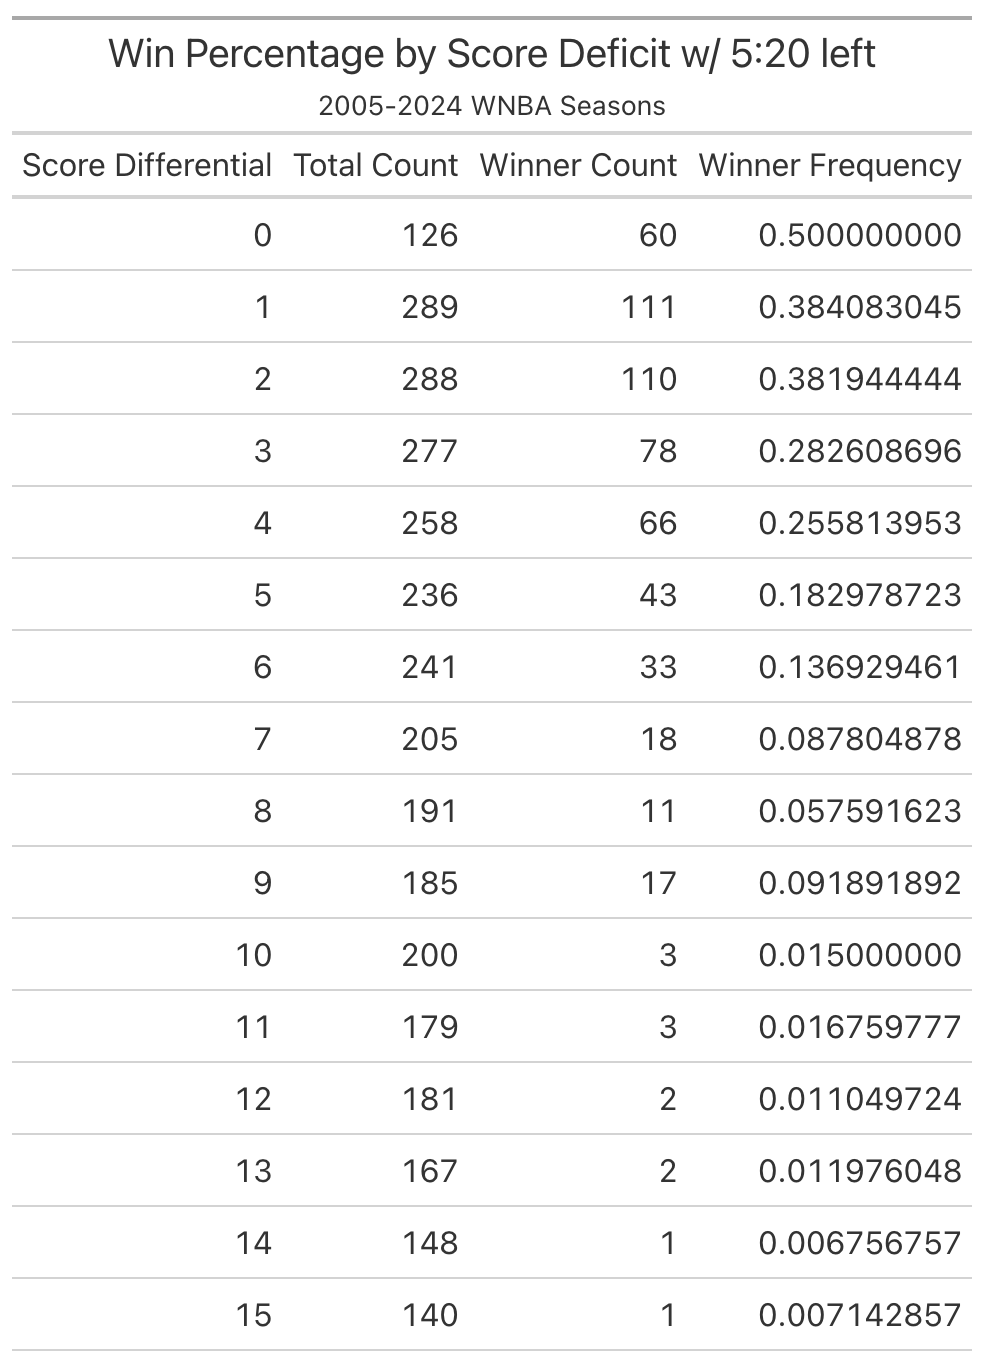 Win Percentage by Score Deficit w/ 5:20 left
2005-2024 WNBA Seasons
Score Differential Total Count Winner Count Winner Frequency
0 126 60 0.500000000
1 289 111 0.384083045
2 288 110 0.381944444
3 277 78 0.282608696
4 258 66 0.255813953
5 236 43 0.182978723
6 241 33 0.136929461
7 205 18 0.087804878
8 191 11 0.057591623
9 185 17 0.091891892
10 200 3 0.015000000
11 179 3 0.016759777
12 181 2 0.011049724
13 167 2 0.011976048
14 148 1 0.006756757
15 140 1 0.007142857